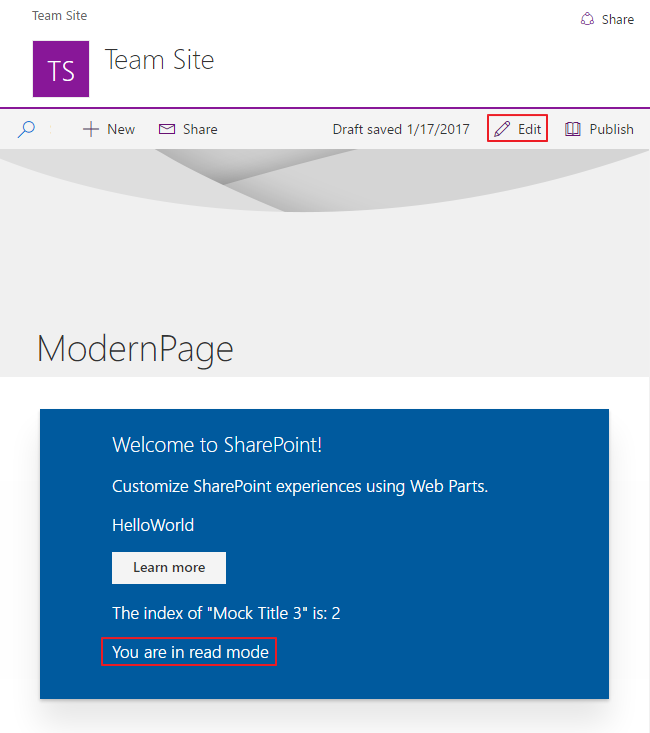 Team Site
Share
TS
Team Site
New
Share
Draft saved 1/17/2017
Edit
Publish
ModernPage
Welcome to SharePoint!
Customize SharePoint experiences using Web Parts.
HelloWorld
Learn more
The index of "Mock Title 3" is: 2
You are in read mode